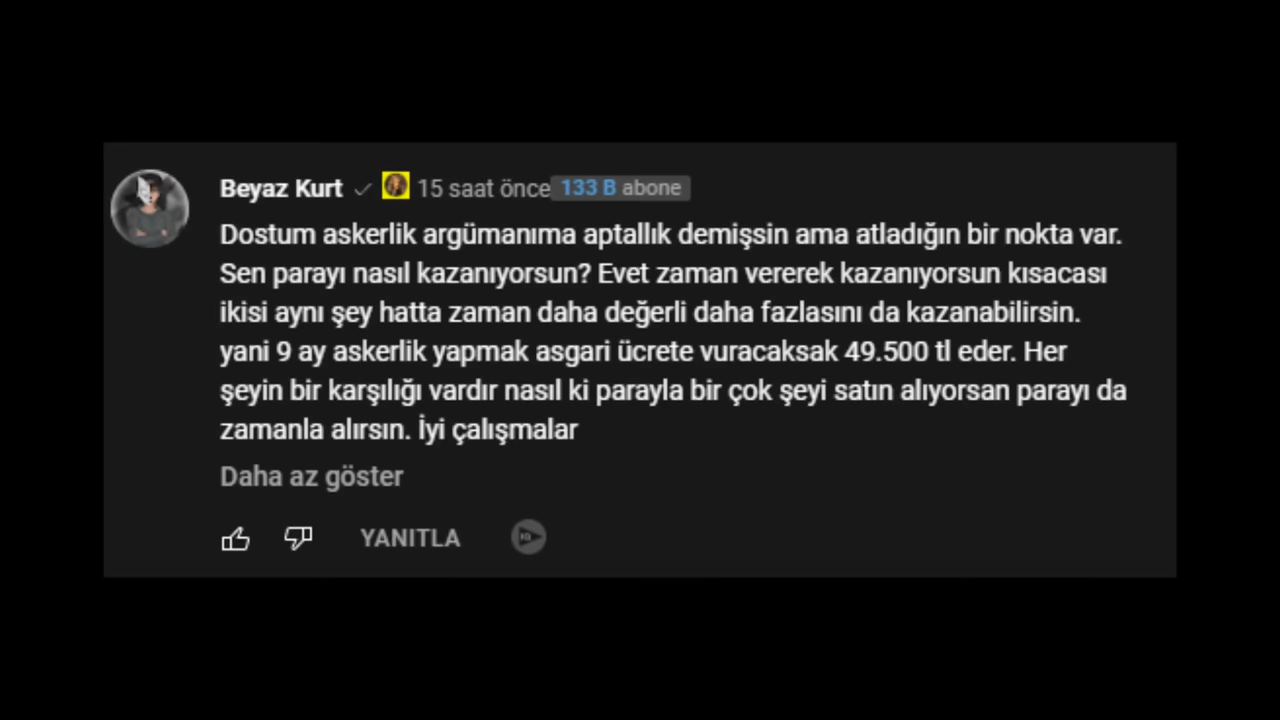 Beyaz Kurt 15 saat önce 133 B abone
Dostum askerlik argümanıma aptallık demişsin ama atladığın bir nokta var.
Sen parayı nasıl kazanıyorsun? Evet zaman vererek kazanıyorsun kısacası
ikisi aynı şey hatta zaman daha değerli daha fazlasını da kazanabilirsin.
yani 9 ay askerlik yapmak asgari ücrete vuracaksak 49.500 tl eder. Her
şeyin bir karşılığı vardır nasıl ki parayla bir çok şeyi satın alıyorsan parayı da
zamanla alırsın. İyi çalışmalar
Daha az göster
YANITLA